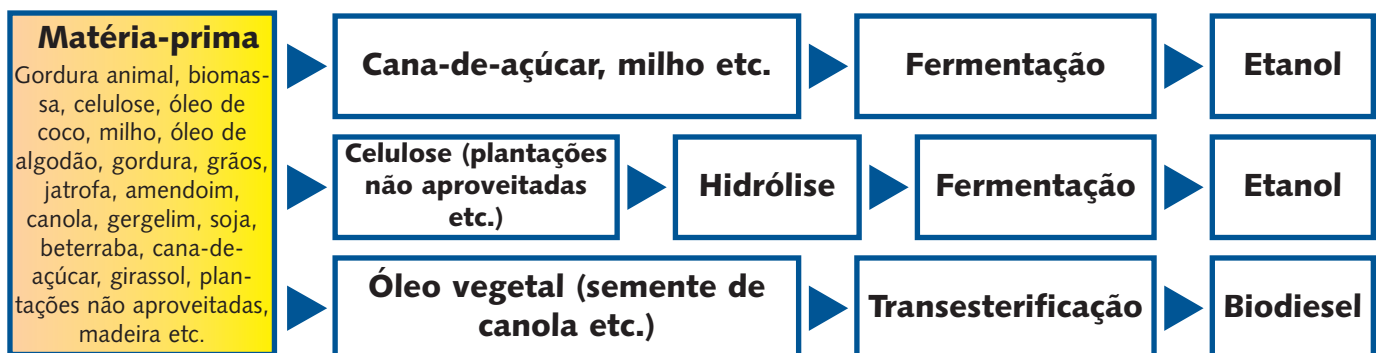 Matéria-prima
Gordura animal, biomas-
sa, celulose, óleo de
coco, milho, óleo de
algodão, gordura, grãos,
jatrofa, amendoim,
canola, gergelim, soja,
beterraba, cana-de-
açúcar, girassol, plan-
tações não aproveitadas,
madeira etc.
Cana-de-açúcar, milho etc.
Fermentação
Etanol
Celulose (plantações
não aproveitadas
etc.)
Hidrólise
Fermentação
Etanol
Óleo vegetal (semente de
canola etc.)
Transesterificação
Biodiesel